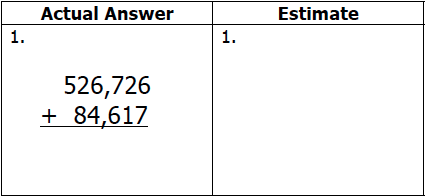 Actual Answer Estimate
1. 1.
526,726
+ 84,617